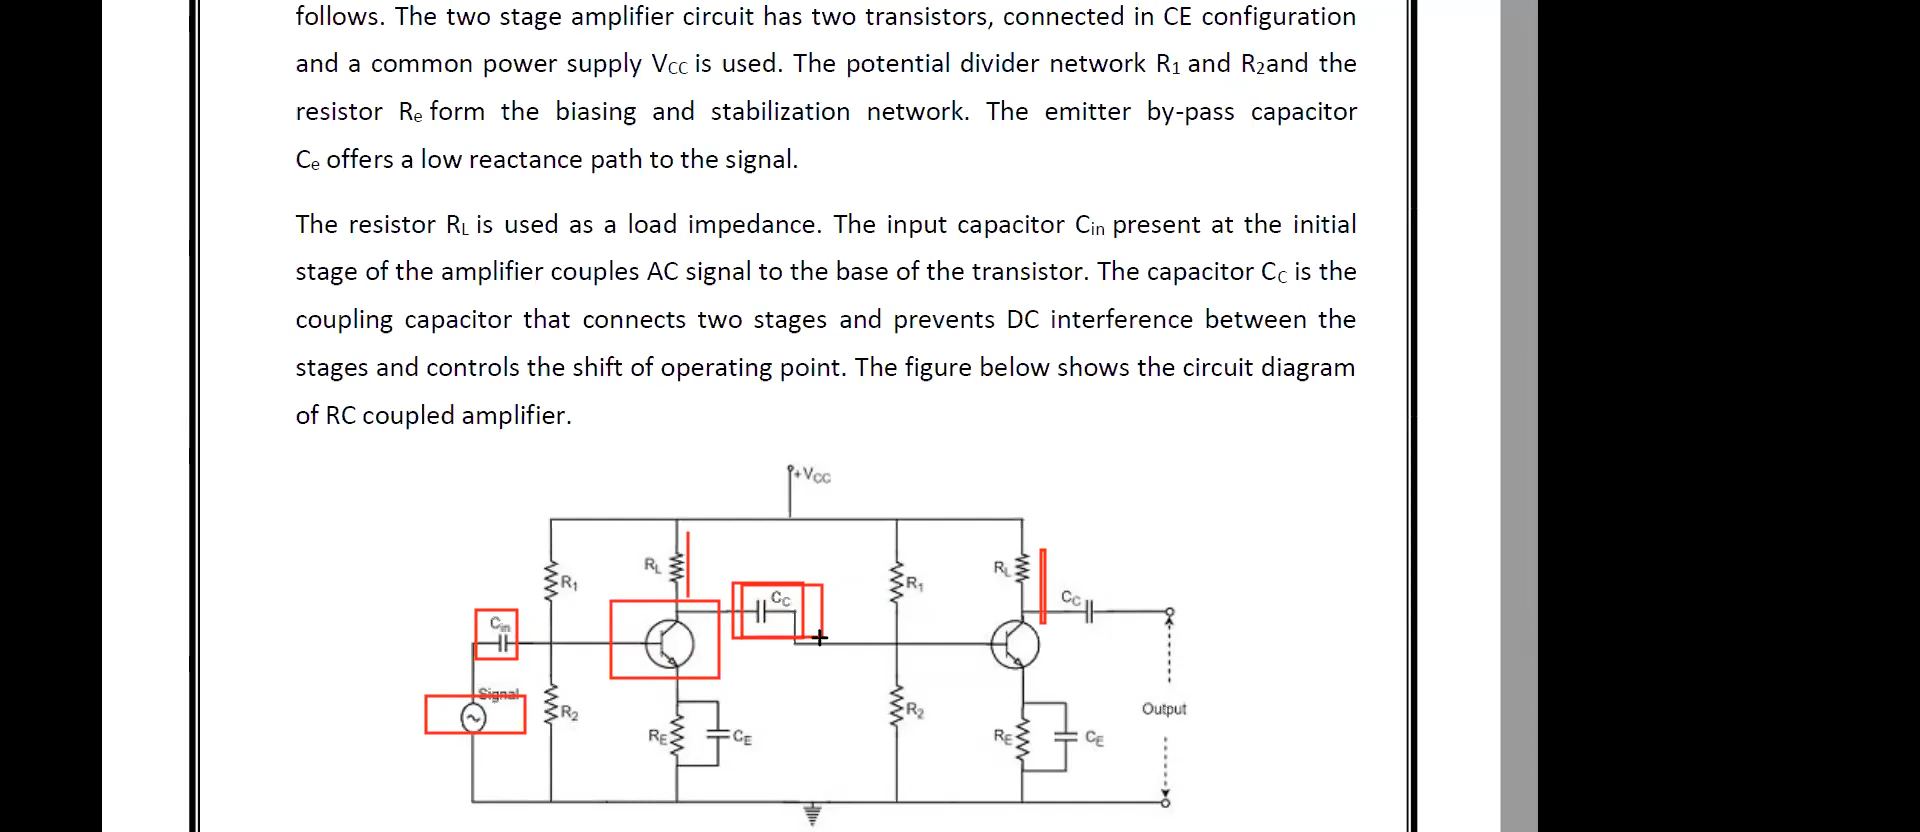 follows. The two stage amplifier circuit has two transistors, connected in CE configuration
and a common power supply VCC is used. The potential divider network R1 and R2and the
resistor Re form the biasing and stabilization network. The emitter by-pass capacitor
Ce offers a low reactance path to the signal.
The resistor RL is used as a load impedance. The input capacitor Cin present at the initial
stage of the amplifier couples AC signal to the base of the transistor. The capacitor CC is the
coupling capacitor that connects two stages and prevents DC interference between the
stages and controls the shift of operating point. The figure below shows the circuit diagram
of RC coupled amplifier.
+VCC
RL
R1
CC
Cin
R1
RL
CC
Signal
R2
RE
CE
R2
RE
CE
Output